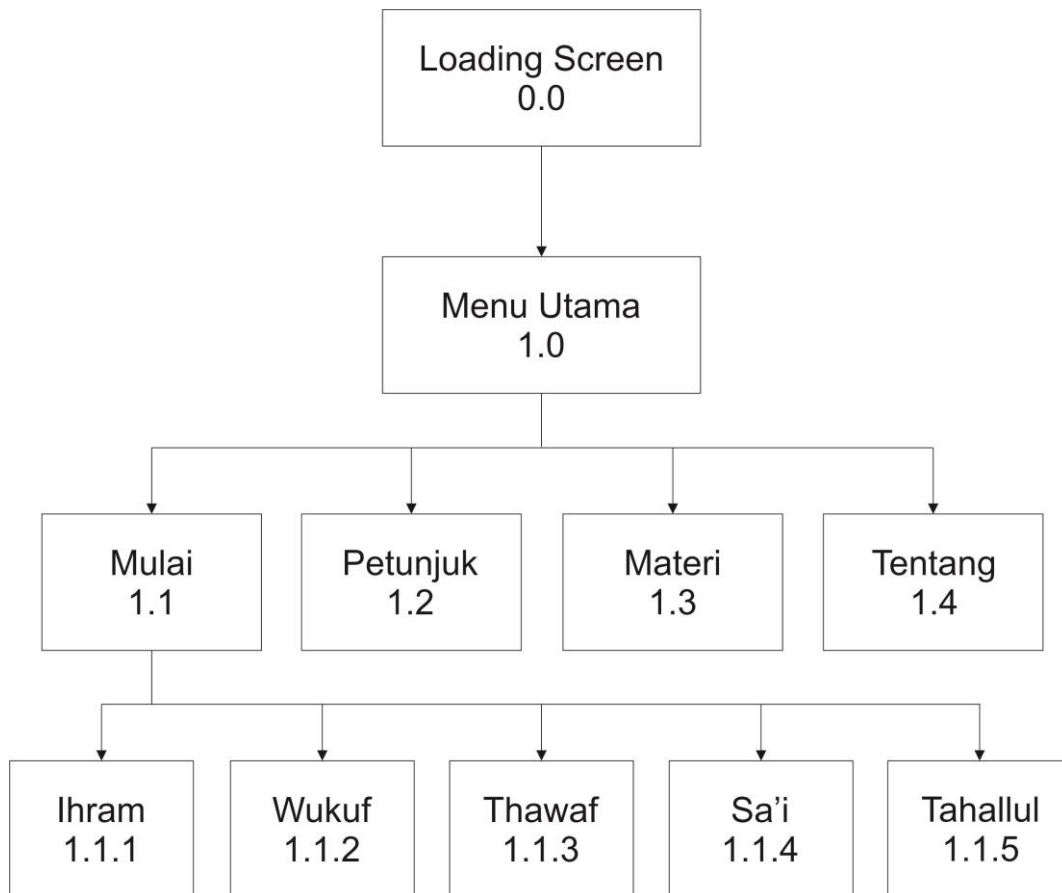 Loading Screen
0.0
Menu Utama
1.0
Mulai
1.1
Petunjuk
1.2
Materi
1.3
Tentang
1.4
Ihram
1.1.1
Wukuf
1.1.2
Thawaf
1.1.3
Sa’i
1.1.4
Tahallul
1.1.5